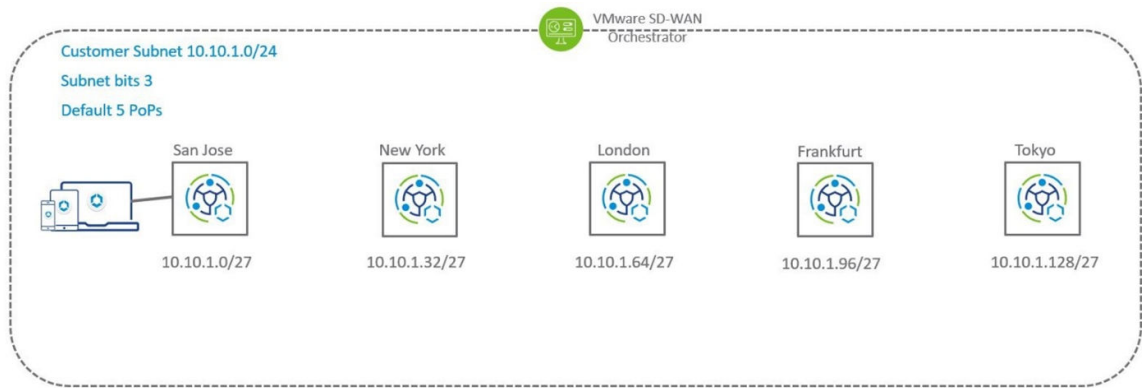 VMware SD-WAN
Orchestrator
Customer Subnet 10.10.1.0/24
Subnet bits 3
Default 5 PoPs
San Jose
New York
London
Frankfurt
Tokyo
10.10.1.0/27
10.10.1.32/27
10.10.1.64/27
10.10.1.96/27
10.10.1.128/27